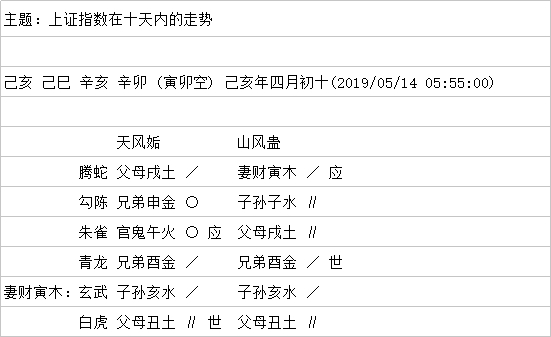 主题：上证指数在十天内的走势
己亥 己巳 辛亥 辛卯 (寅卯空) 己亥年四月初十(2019/05/14 05:55:00)
天风姤 山风蛊
腾蛇 父母戌土 ／ 妻财寅木 ／ 应
勾陈 兄弟申金 〇 子孙子水 〃
朱雀 官鬼午火 〇 应 父母戌土 〃
青龙 兄弟酉金 ／ 兄弟酉金 ／ 世
妻财寅木：玄武 子孙亥水 ／ 子孙亥水 ／
白虎 父母丑土 〃 世 父母丑土 〃